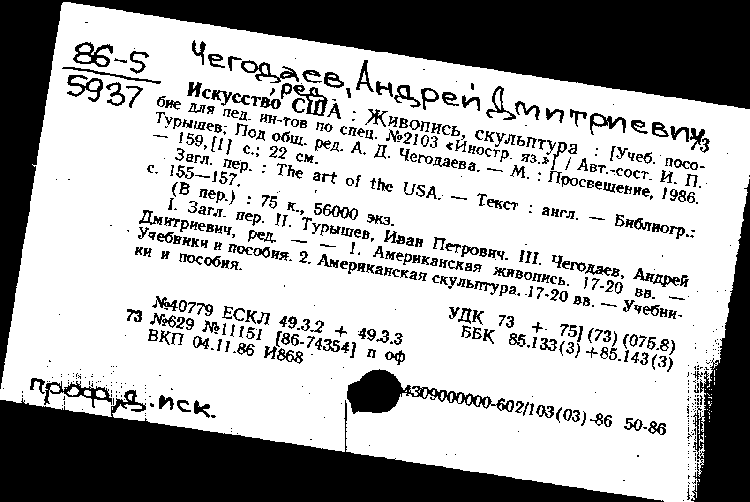 86-5
5937
Чегодаев, Андрей Дмитриевич
, ред.
Искусство США : Живопись, скульптура : [Учеб. посо-
бие для пед. ин-тов по спец. №2103 «Иностр. яз.»] / Авт.-сост. И. П.
Турышев; Под общ. ред. А. Д. Чегодаева. — М. : Просвещение, 1986.
— 159,[1] с.; 22 см.
Загл. пер. : The art of the USA. — Текст : англ. — Библиогр.:
с. 155—157.
(В пер.) : 75 к., 56000 экз.
I. Загл. пер. II. Турышев, Иван Петрович. III. Чегодаев, Андрей
Дмитриевич, ред. — — 1. Американская живопись. 17-20 вв. —
Учебники и пособия. 2. Американская скульптура. 17-20 вв. — Учебни-
ки и пособия.
№40779 ЕСКЛ 49.3.2 + 49.3.3
73 №629 №11151 [86-74354] п оф
ВКП 04.11.86 И868
УДК 73 + 75](73)(075.8)
ББК 85.133(3)+85.143(3)
4309000000-602/103(03)-86 50-86
проф., д. иск.